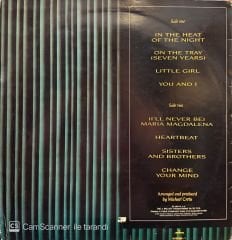 Side one
IN THE HEAT
OF THE NIGHT
ON THE TRAY
(SEVEN YEARS)
LITTLE GIRL
YOU AND I
Side two
(I'LL NEVER BE)
MARIA MAGDALENA
HEARTBEAT
SISTERS
AND BROTHERS
CHANGE
YOUR MIND
Arranged and produced
by Michael Cretu
CS CamScanner ile tarandı